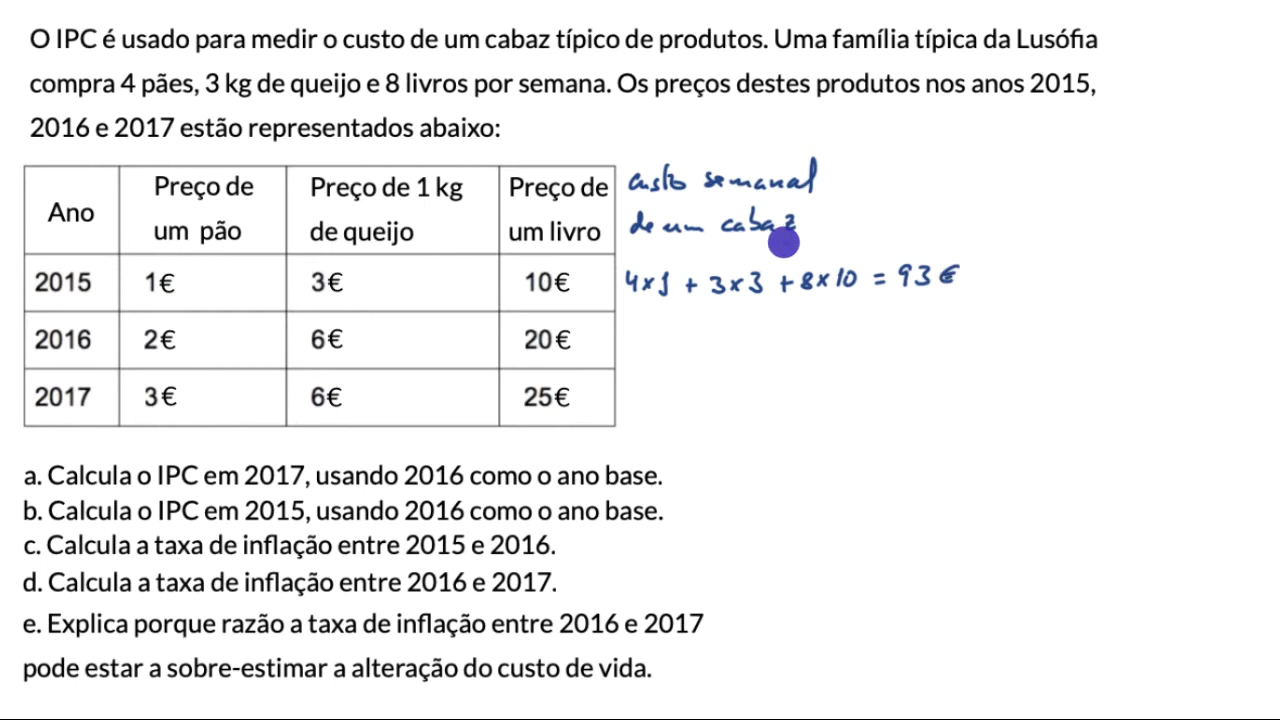 O IPC é usado para medir o custo de um cabaz típico de produtos. Uma família típica da Lusófia
compra 4 pães, 3 kg de queijo e 8 livros por semana. Os preços destes produtos nos anos 2015,
2016 e 2017 estão representados abaixo:
Ano
Preço de
um pão
Preço de 1 kg
de queijo
Preço de
um livro
custo semanal
de um cabaz
2015 1€ 3€ 10€ 4x1 + 3x3 + 8x10 = 93€
2016 2€ 6€ 20€
2017 3€ 6€ 25€
a. Calcula o IPC em 2017, usando 2016 como o ano base.
b. Calcula o IPC em 2015, usando 2016 como o ano base.
c. Calcula a taxa de inflação entre 2015 e 2016.
d. Calcula a taxa de inflação entre 2016 e 2017.
e. Explica porque razão a taxa de inflação entre 2016 e 2017
pode estar a sobre-estimar a alteração do custo de vida.